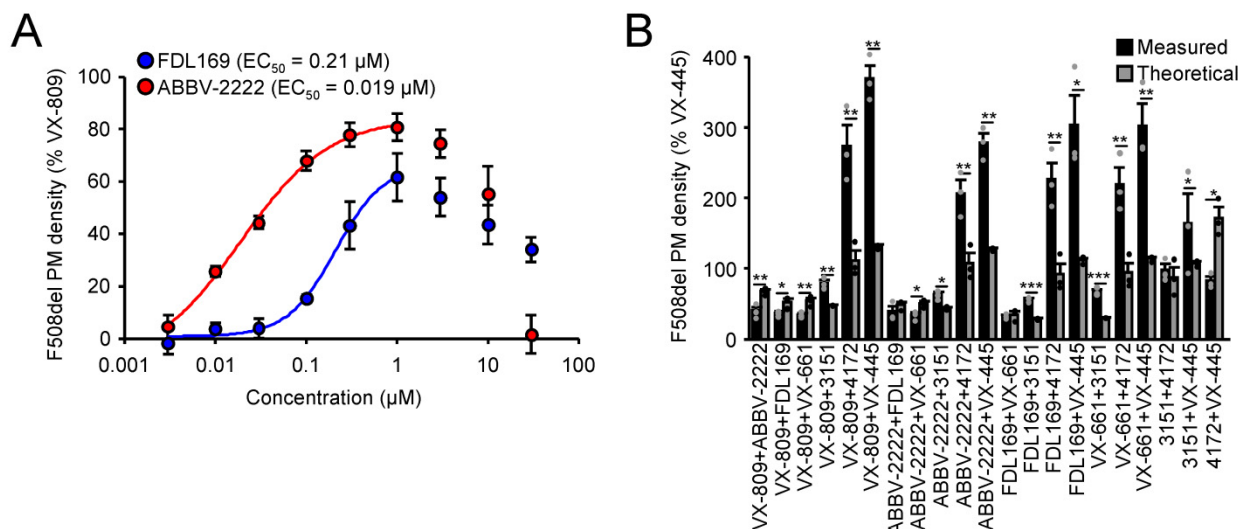 A
FDL169 (EC50 = 0.21 µM)
ABBV-2222 (EC50 = 0.019 µM)
F508del PM density (% VX-809)
100
80
60
40
20
0
0.001 0.01 0.1 1 10 100
Concentration (µM)
B
Measured
Theoretical
F508del PM density (% VX-445)
400
300
200
100
0
** * ** ** ** ** * * ** ** *** ** * *** ** ** * *
VX-809+ABBV-2222
VX-809+FDL169
VX-809+VX-661
VX-809+3151
VX-809+4172
VX-809+VX-445
ABBV-2222+FDL169
ABBV-2222+VX-661
ABBV-2222+3151
ABBV-2222+4172
ABBV-2222+VX-445
FDL169+VX-661
FDL169+3151
FDL169+4172
FDL169+VX-445
VX-661+3151
VX-661+4172
VX-661+VX-445
3151+4172
3151+VX-445
4172+VX-445